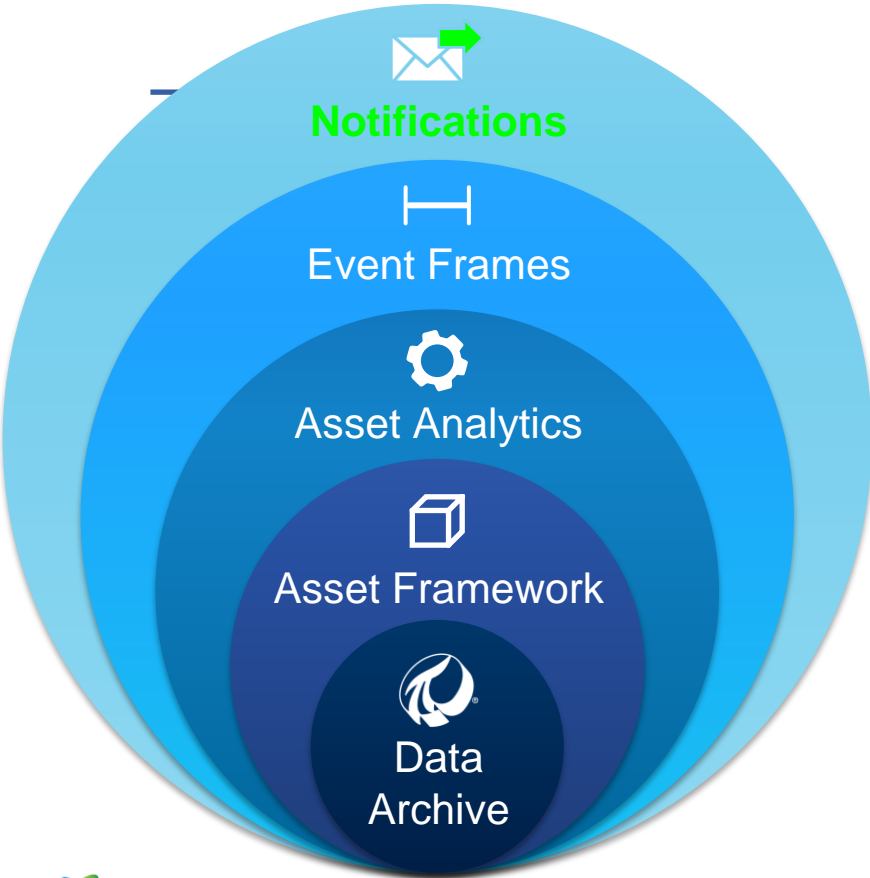 Notifications
Event Frames
Asset Analytics
Asset Framework
Data
Archive